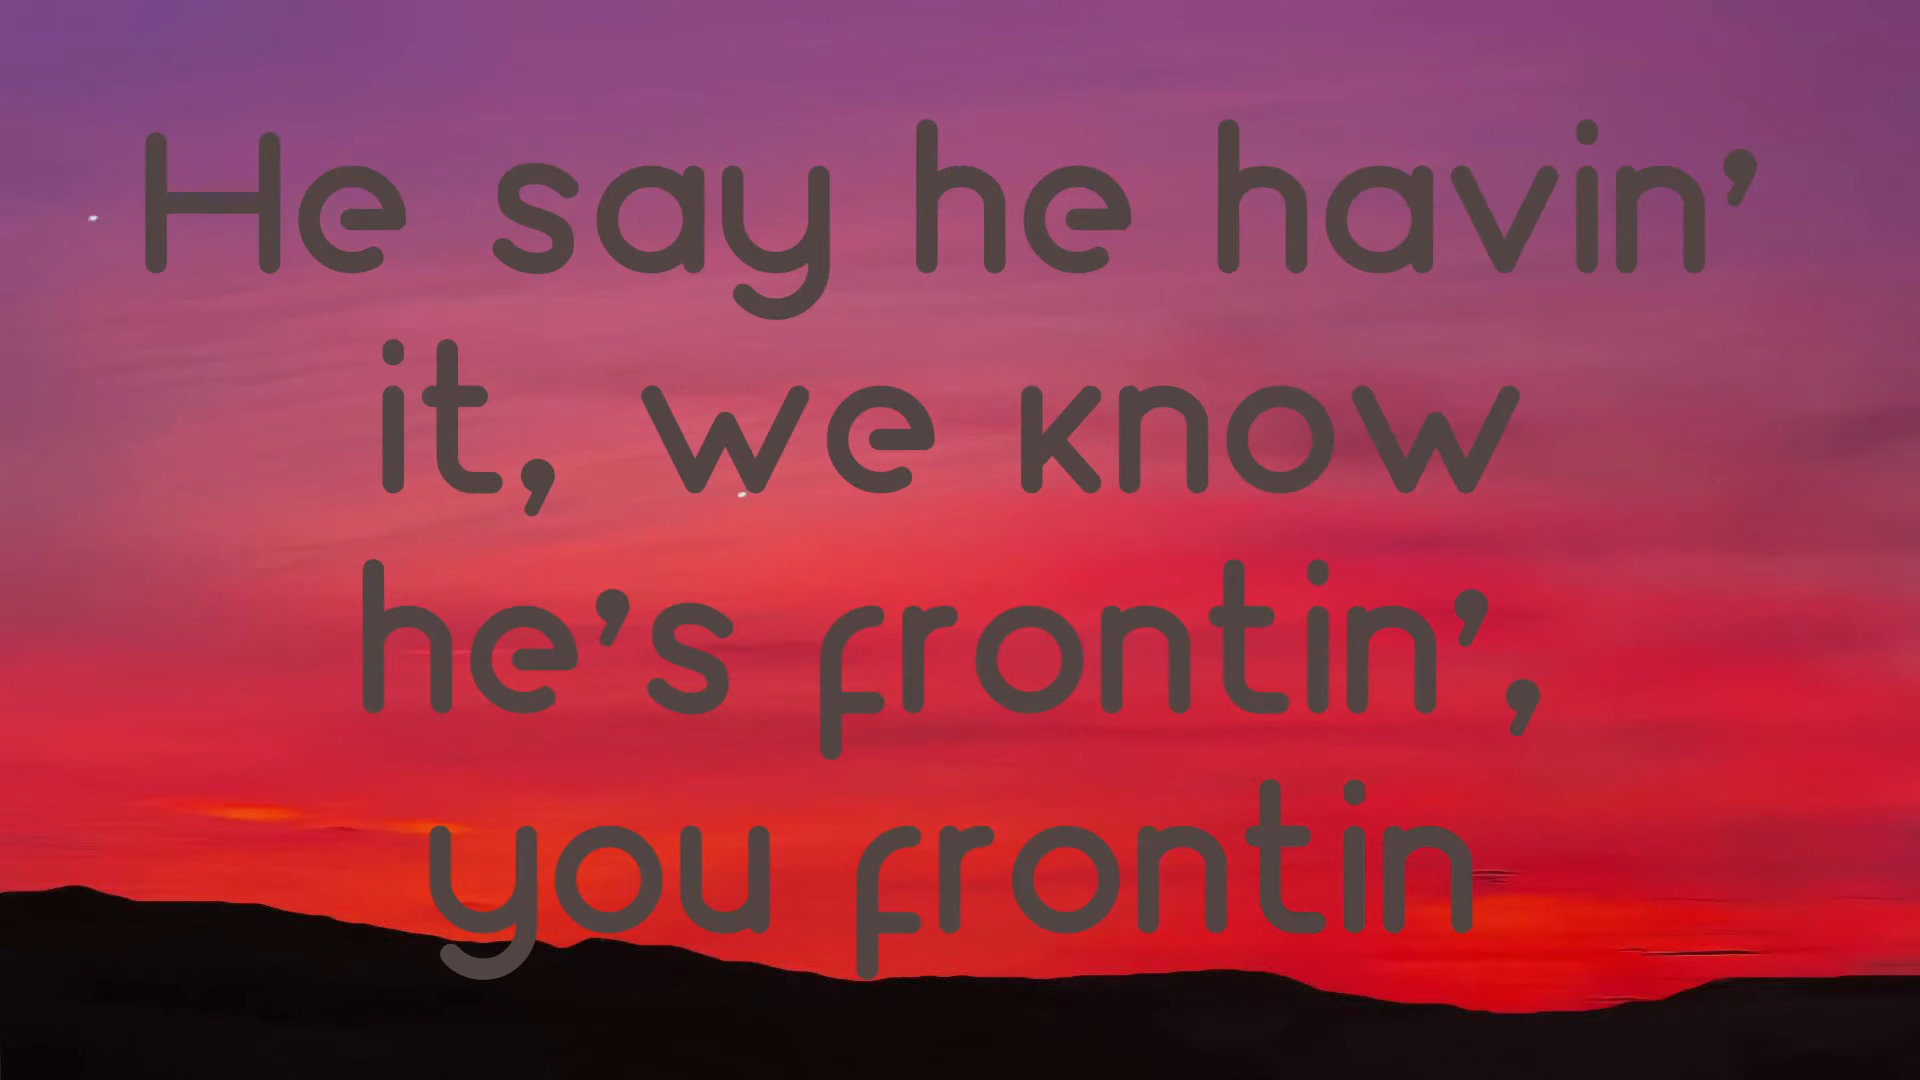 He say he havin’
it, we know
he’s frontin’,
you frontin